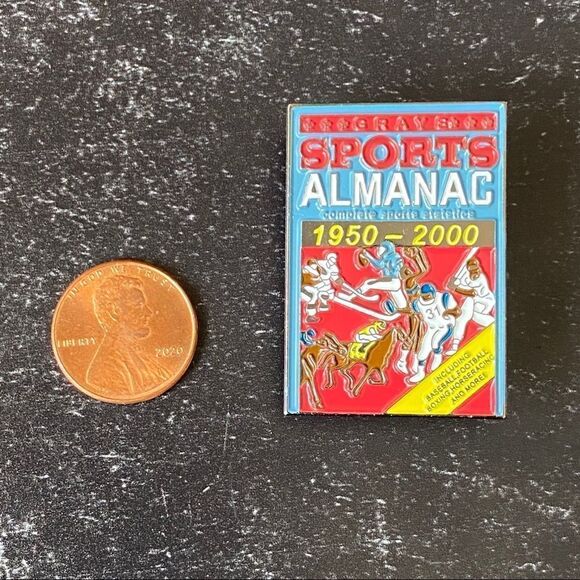 IN GOD WE TRUST
LIBERTY
2020
GRAYS
SPORTS
ALMANAC
complete sports statistics
1950 - 2000
31
INCLUDING:
BASEBALL, FOOTBALL,
BOXING, HORSERACING
AND MORE!